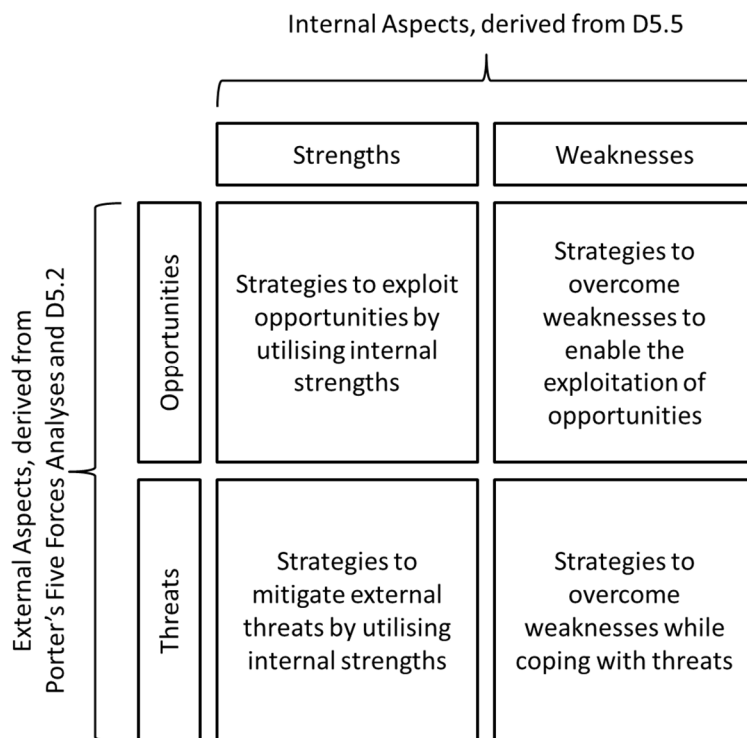 Internal Aspects, derived from D5.5
Strengths
Weaknesses
External Aspects, derived from
Porter's Five Forces Analyses and D5.2
Opportunities
Strategies to exploit
opportunities by
utilising internal
strengths
Strategies to
overcome
weaknesses to
enable the
exploitation of
opportunities
Threats
Strategies to
mitigate external
threats by utilising
internal strengths
Strategies to
overcome
weaknesses while
coping with threats